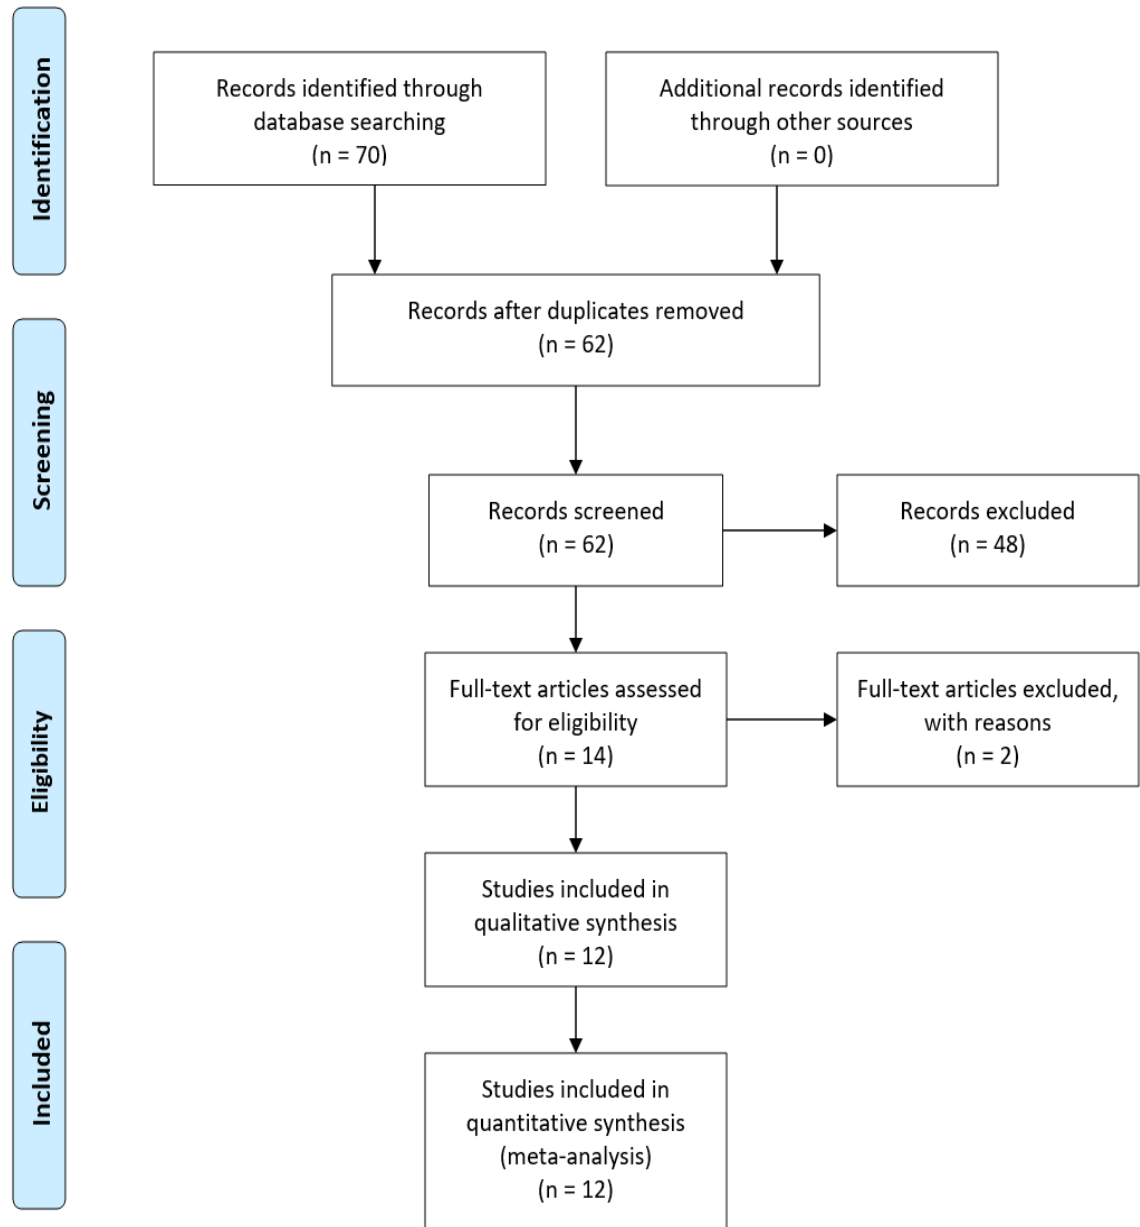 Identification
Records identified through
database searching
(n = 70)
Additional records identified
through other sources
(n = 0)
Records after duplicates removed
(n = 62)
Screening
Records screened
(n = 62)
Records excluded
(n = 48)
Eligibility
Full-text articles assessed
for eligibility
(n = 14)
Full-text articles excluded,
with reasons
(n = 2)
Studies included in
qualitative synthesis
(n = 12)
Included
Studies included in
quantitative synthesis
(meta-analysis)
(n = 12)